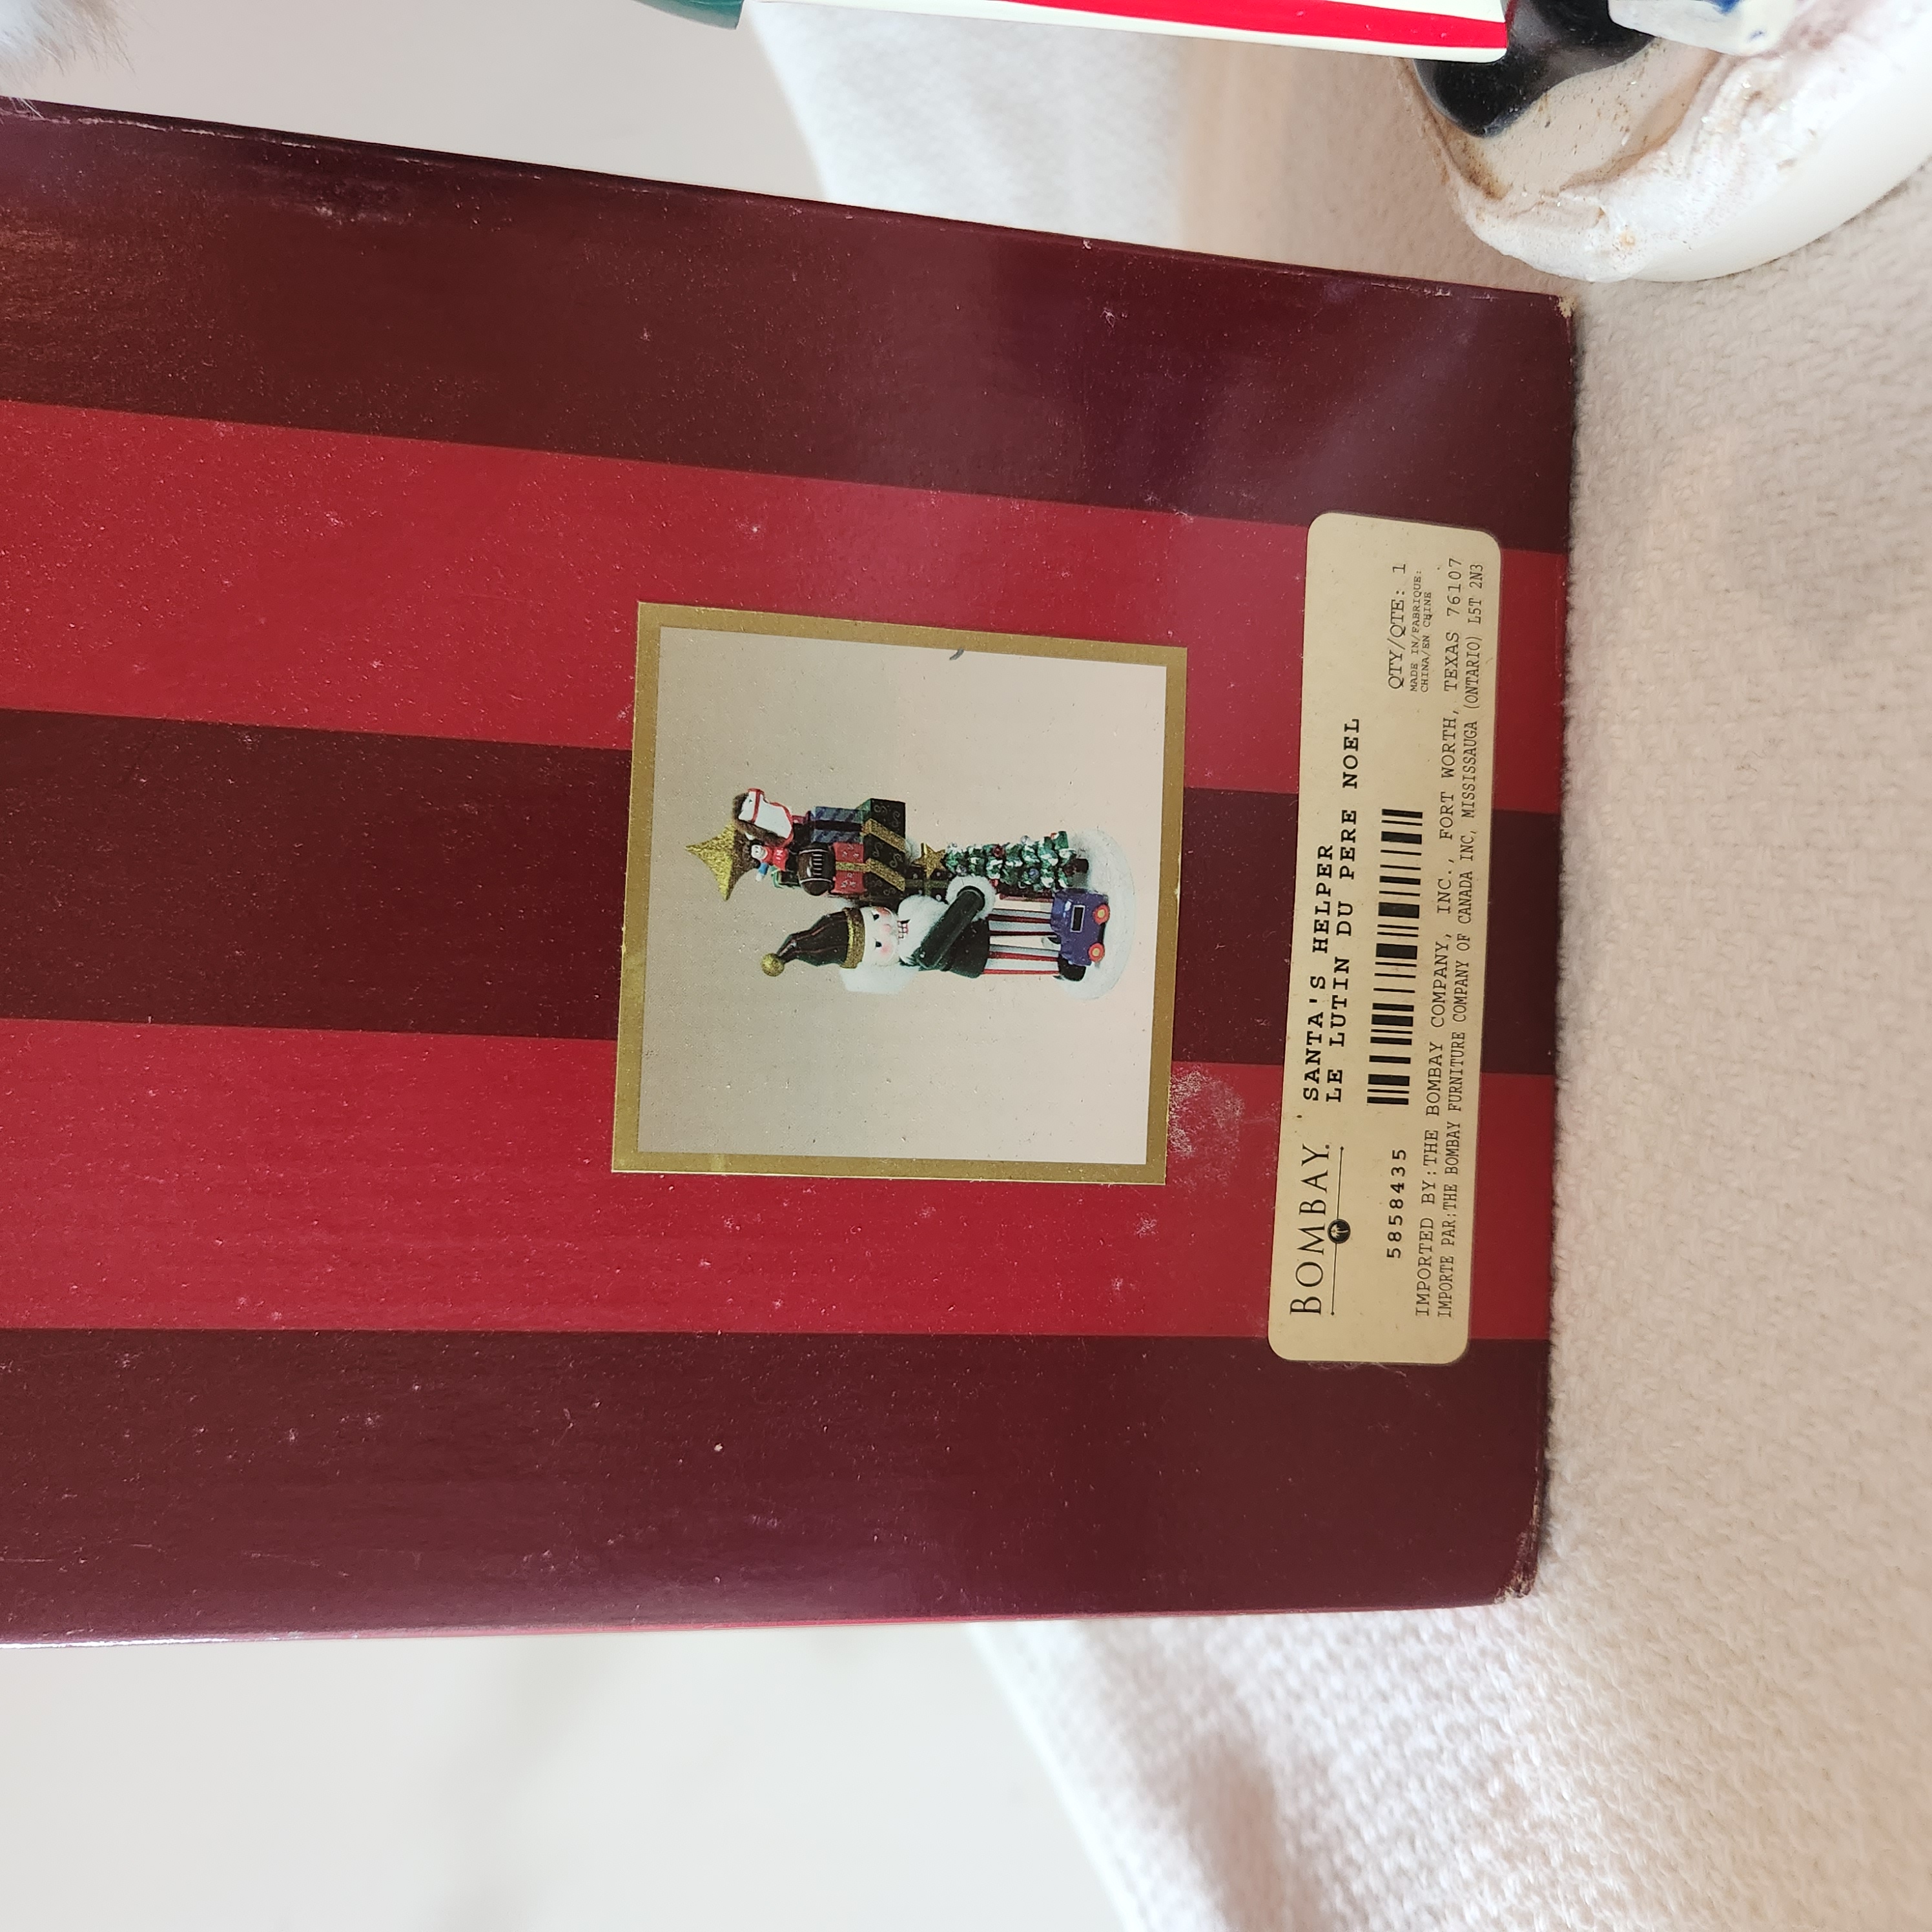 BOMBAY.
SANTA'S HELPER
LE LUTIN DU PERE NOEL
5858435
QTY/QTE: 1
MADE IN/FABRIQUE:
CHINA/EN CHINE
IMPORTED BY:THE BOMBAY COMPANY, INC., FORT WORTH, TEXAS 76107
IMPORTE PAR:THE BOMBAY FURNITURE COMPANY OF CANADA INC, MISSISSAUGA (ONTARIO) L5T 2N3